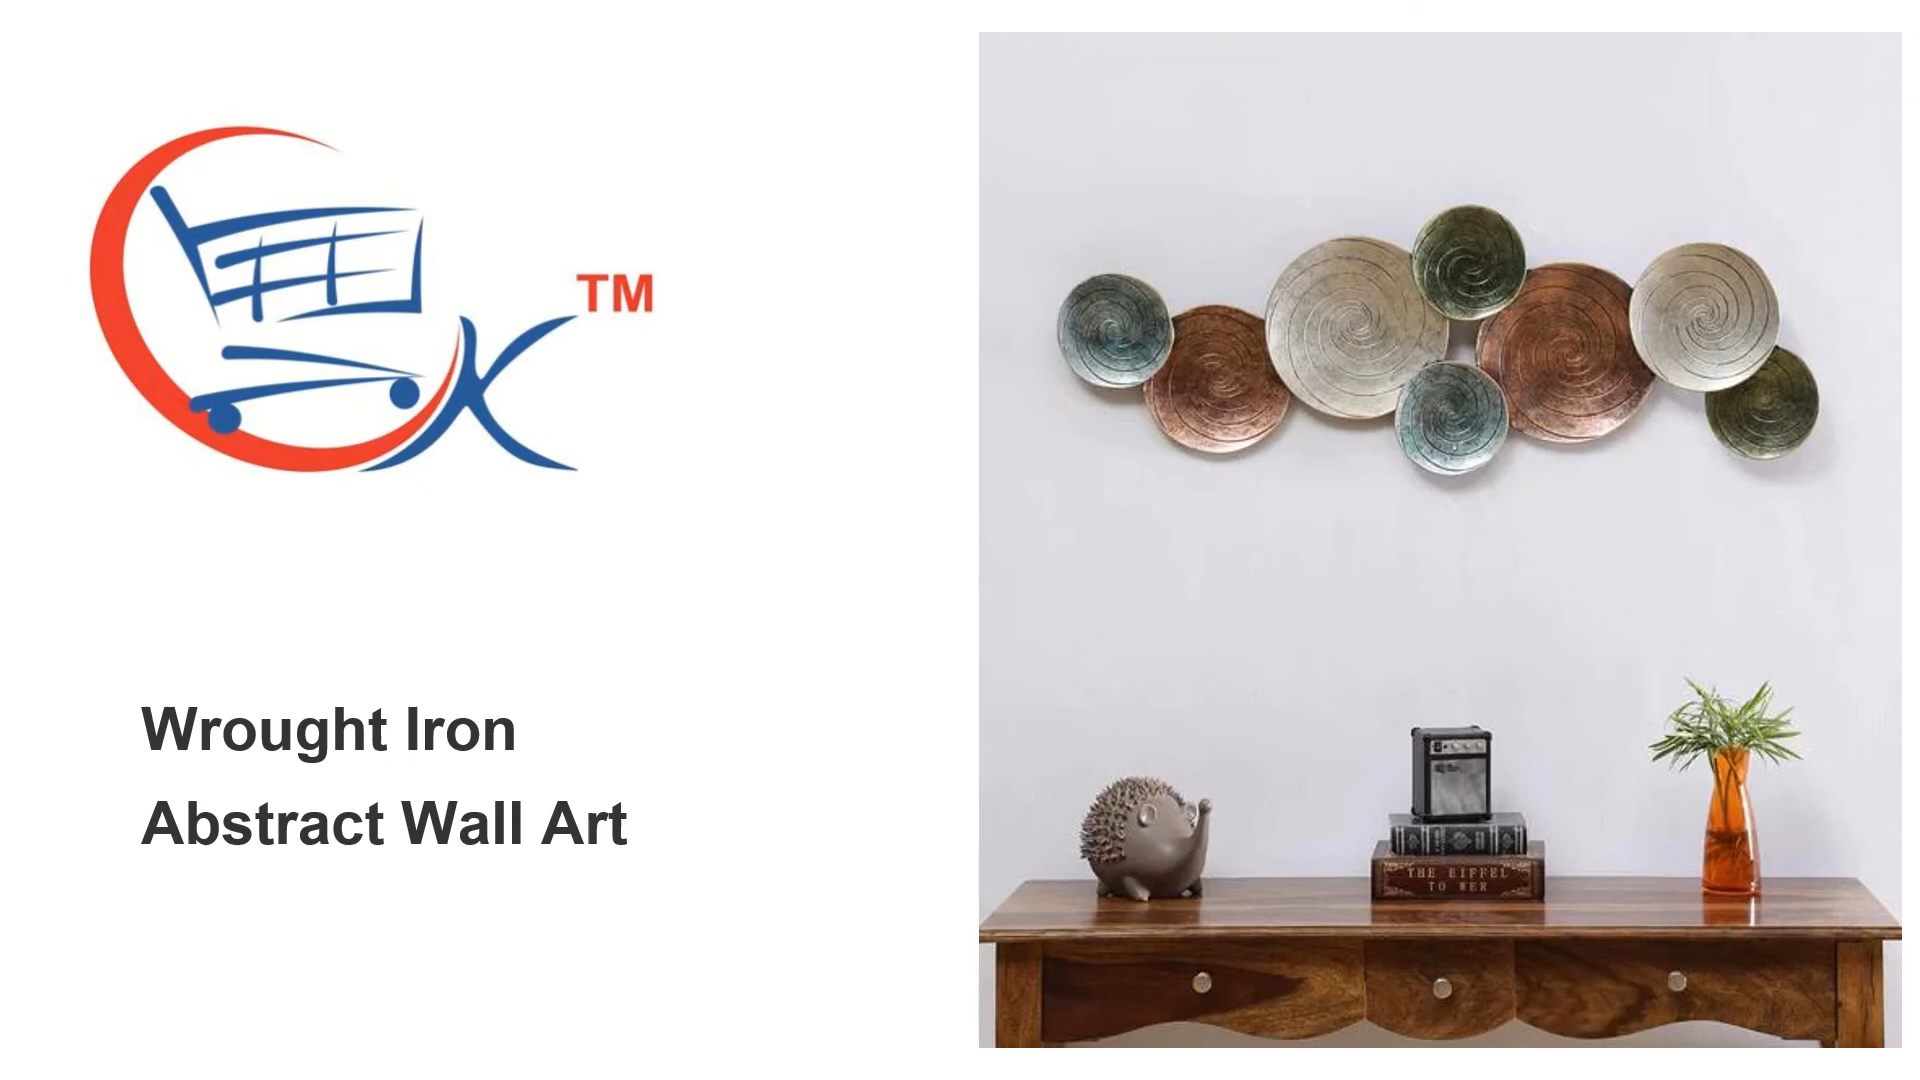 TM
Wrought Iron
Abstract Wall Art
THE EIFFEL
TO WER